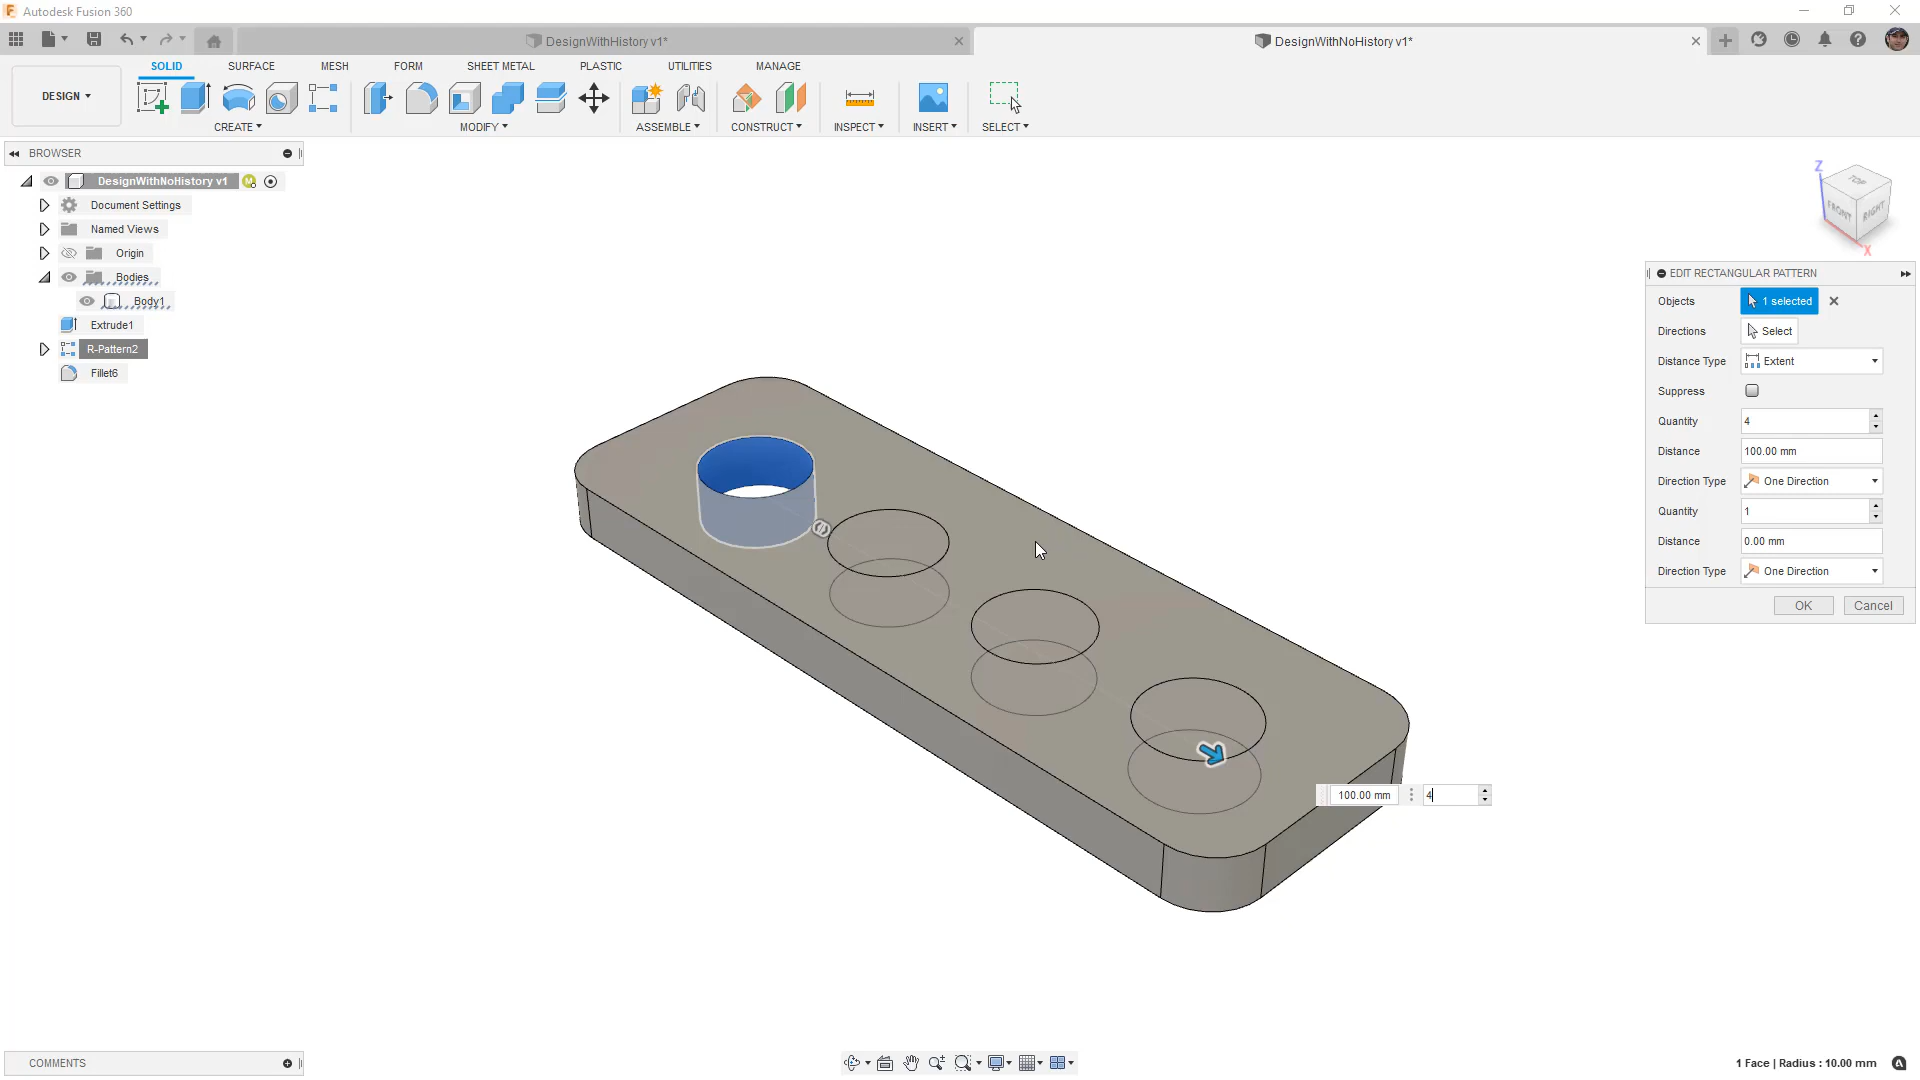 Autodesk Fusion 360
DesignWithHistory v1*
DesignWithNoHistory v1*
SOLID
SURFACE
MESH
FORM
SHEET METAL
PLASTIC
UTILITIES
MANAGE
DESIGN
CREATE
MODIFY
ASSEMBLE
CONSTRUCT
INSPECT
INSERT
SELECT
BROWSER
DesignWithNoHistory v1
Document Settings
Named Views
Origin
Bodies
Body1
Extrude1
R-Pattern2
Fillet6
Z
TOP
FRONT
RIGHT
X
EDIT RECTANGULAR PATTERN
Objects 1 selected
Directions Select
Distance Type Extent
Suppress
Quantity 4
Distance 100.00 mm
Direction Type One Direction
Quantity 1
Distance 0.00 mm
Direction Type One Direction
OK Cancel
100.00 mm 4
COMMENTS
1 Face | Radius : 10.00 mm